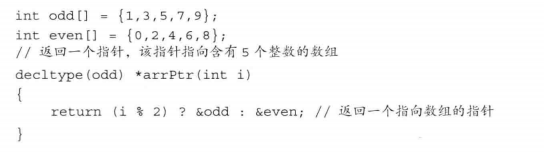 int odd[] = {1,3,5,7,9};
int even[] = {0,2,4,6,8};
// 返回一个指针，该指针指向含有 5 个整数的数组
decltype(odd) *arrPtr(int i)
{
    return (i % 2) ? &odd : &even; // 返回一个指向数组的指针
}